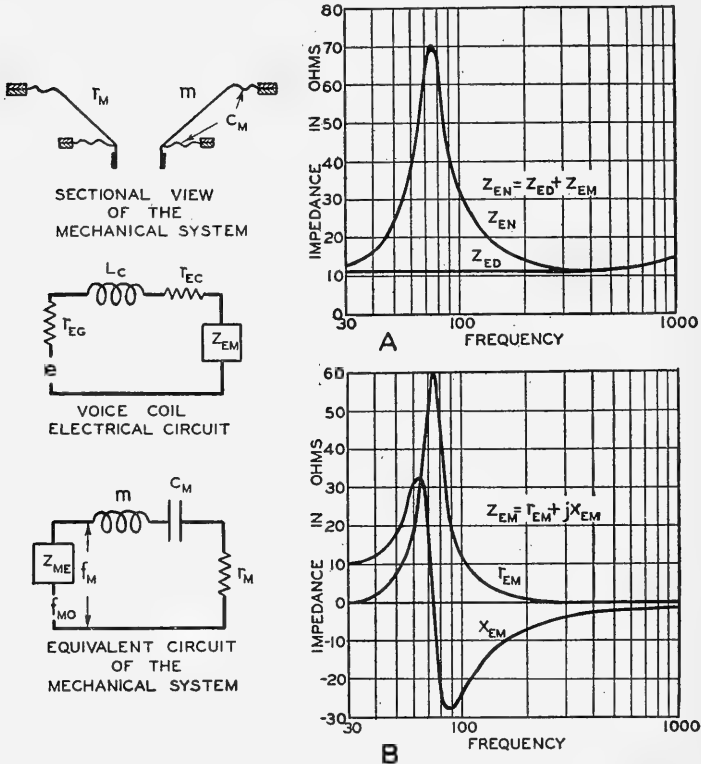 r_M
m
C_M
SECTIONAL VIEW
OF THE
MECHANICAL SYSTEM
L_C
r_EC
r_EG
Z_EM
e
VOICE COIL
ELECTRICAL CIRCUIT
m
C_M
Z_ME
f_M
f_MO
r_M
EQUIVALENT CIRCUIT
OF THE
MECHANICAL SYSTEM
IMPEDANCE IN OHMS
80
70
60
50
40
30
20
10
0
Z_EN = Z_ED + Z_EM
Z_EN
Z_ED
30
100
1000
A
FREQUENCY
IMPEDANCE IN OHMS
60
50
40
30
20
10
0
-10
-20
-30
Z_EM = r_EM + jX_EM
r_EM
X_EM
30
100
1000
B
FREQUENCY